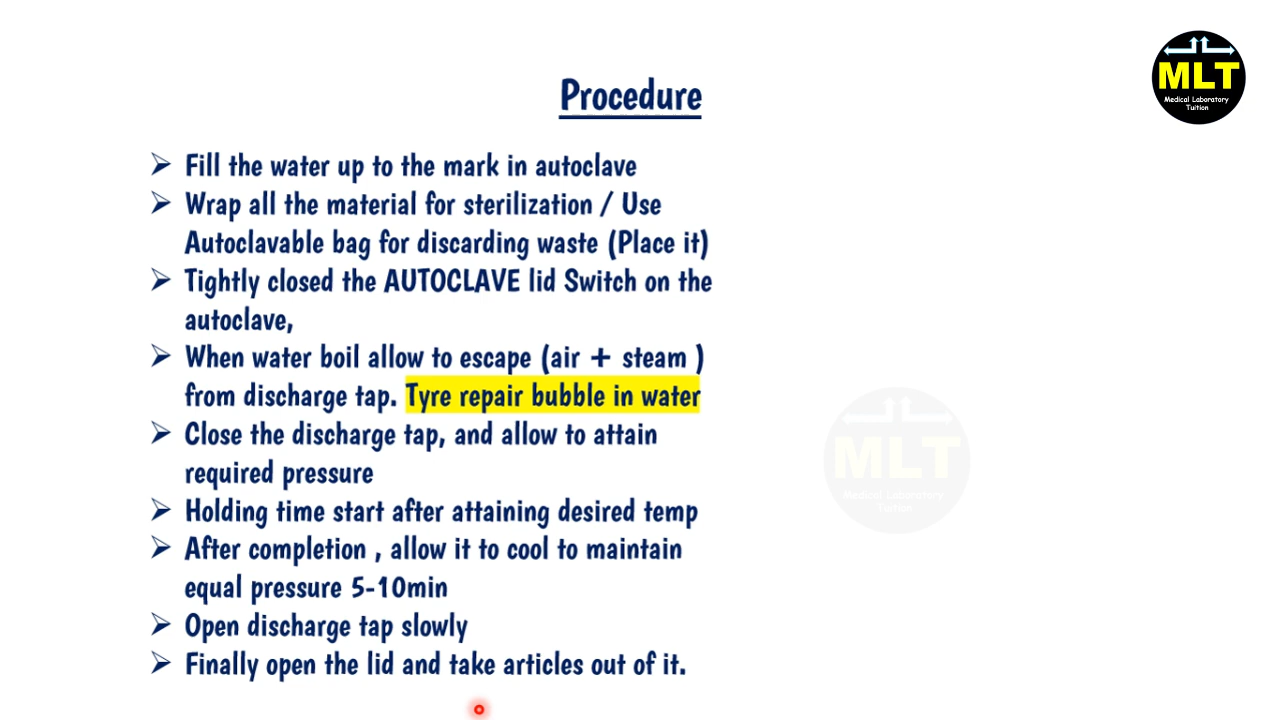 MLT
Medical Laboratory
Tuition
Procedure
Fill the water up to the mark in autoclave
Wrap all the material for sterilization / Use
Autoclavable bag for discarding waste (Place it)
Tightly closed the AUTOCLAVE lid Switch on the
autoclave,
When water boil allow to escape (air + steam )
from discharge tap. Tyre repair bubble in water
Close the discharge tap, and allow to attain
required pressure
Holding time start after attaining desired temp
After completion , allow it to cool to maintain
equal pressure 5-10min
Open discharge tap slowly
Finally open the lid and take articles out of it.
MLT
Medical Laboratory
Tuition